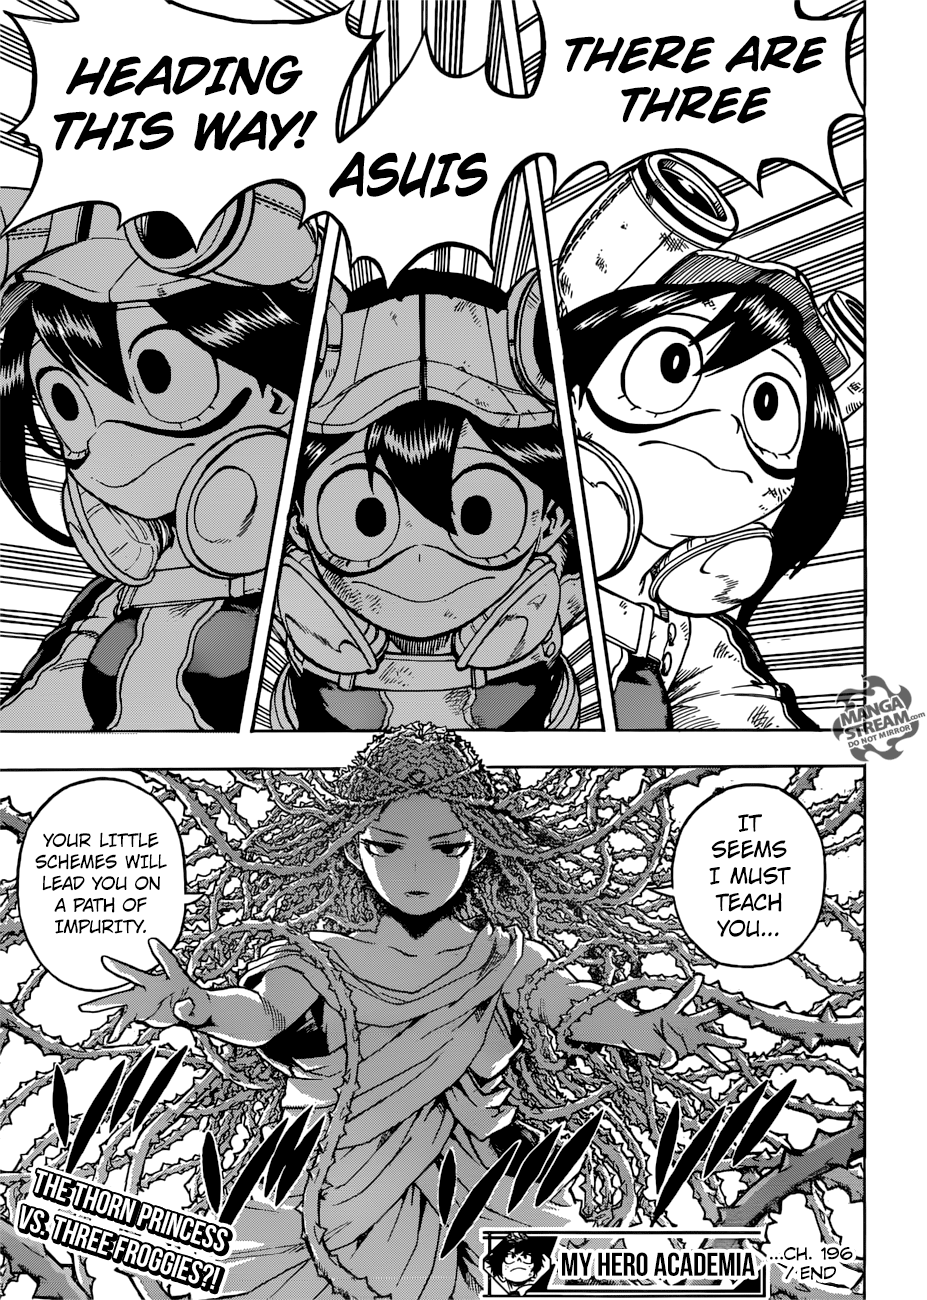 THERE ARE
THREE
ASUIS
HEADING
THIS WAY!
MANGA
STREAM.com
DO NOT MIRROR
IT
SEEMS
I MUST
TEACH
YOU...
YOUR LITTLE
SCHEMES WILL
LEAD YOU ON
A PATH OF
IMPURITY.
THE THORN PRINCESS
VS. THREE FROGGIES?!
MY HERO ACADEMIA
...CH. 196
/ END